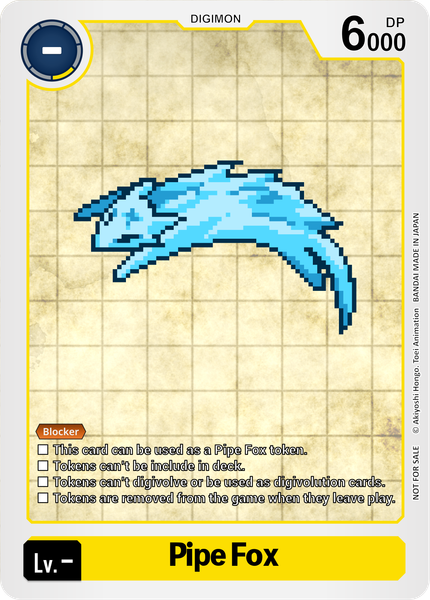 DIGIMON
-
DP
6000
Blocker
☐ This card can be used as a Pipe Fox token.
☐ Tokens can't be include in deck.
☐ Tokens can't digivolve or be used as digivolution cards.
☐ Tokens are removed from the game when they leave play.
NOT FOR SALE © Akiyoshi Hongo. Toei Animation BANDAI MADE IN JAPAN
Lv.-
Pipe Fox